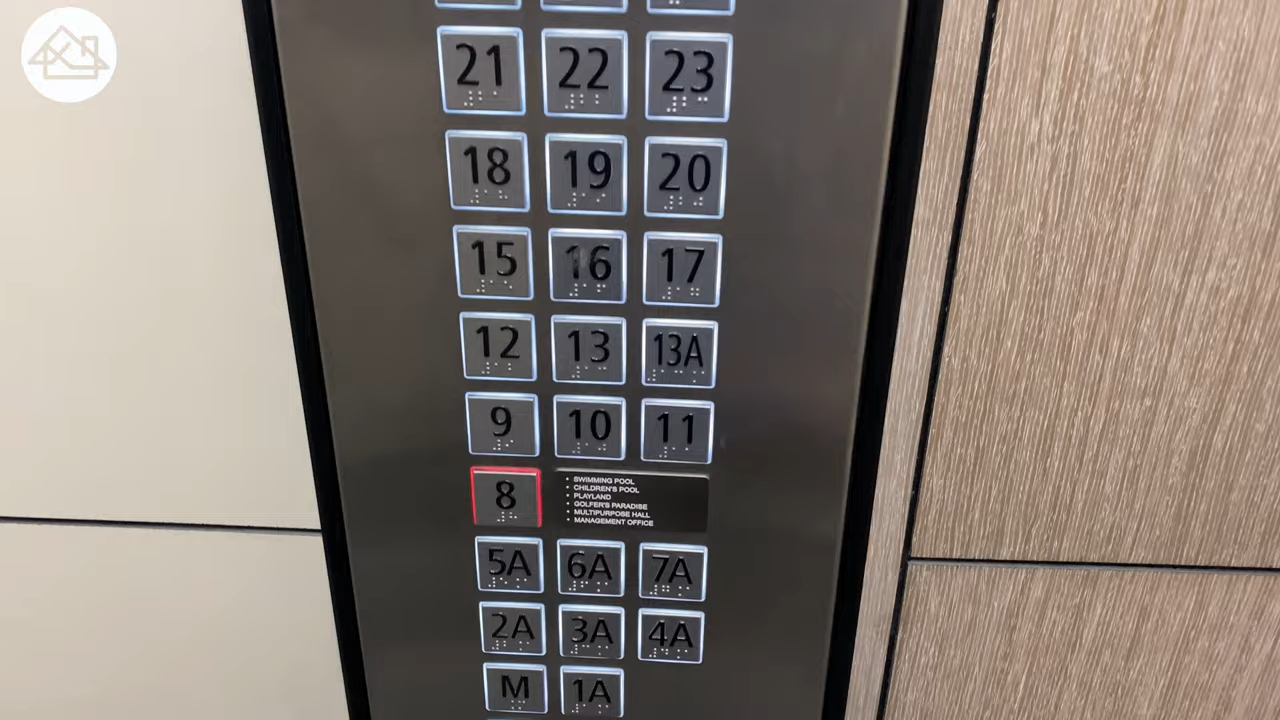 21 22 23
18 19 20
15 16 17
12 13 13A
9 10 11
8
• SWIMMING POOL
• CHILDREN'S POOL
• PLAYLAND
• GOLFER'S PARADISE
• MULTIPURPOSE HALL
• MANAGEMENT OFFICE
5A 6A 7A
2A 3A 4A
M 1A